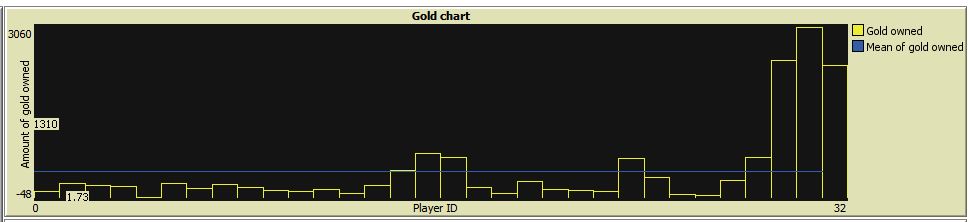 Gold chart
3060
Gold owned
Mean of gold owned
Amount of gold owned
1310
-48
1.73
0
Player ID
32